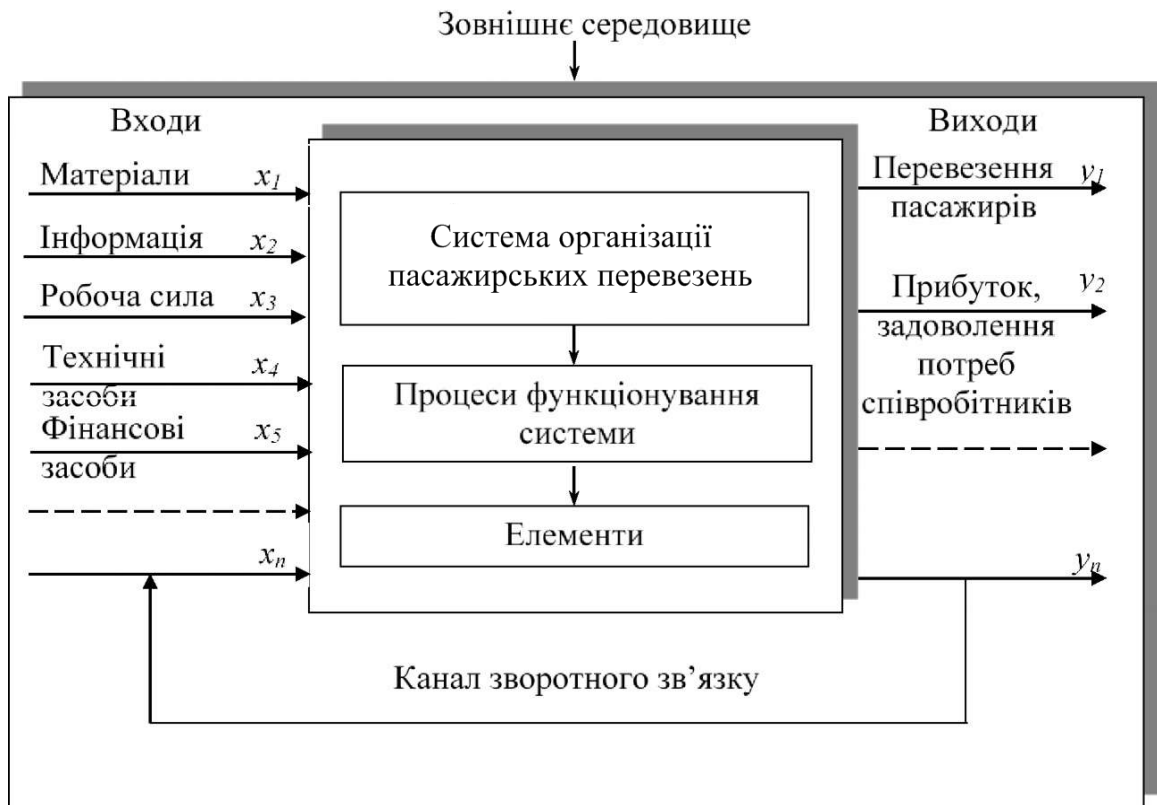 Зовнішнє середовище
Входи
Виходи
Матеріали x₁
Інформація x₂
Робоча сила x₃
Технічні x₄
засоби
Фінансові x₅
засоби
xₙ
Система організації
пасажирських перевезень
Процеси функціонування
системи
Елементи
Перевезення y₁
пасажирів
Прибуток, y₂
задоволення
потреб
співробітників
yₙ
Канал зворотного зв’язку